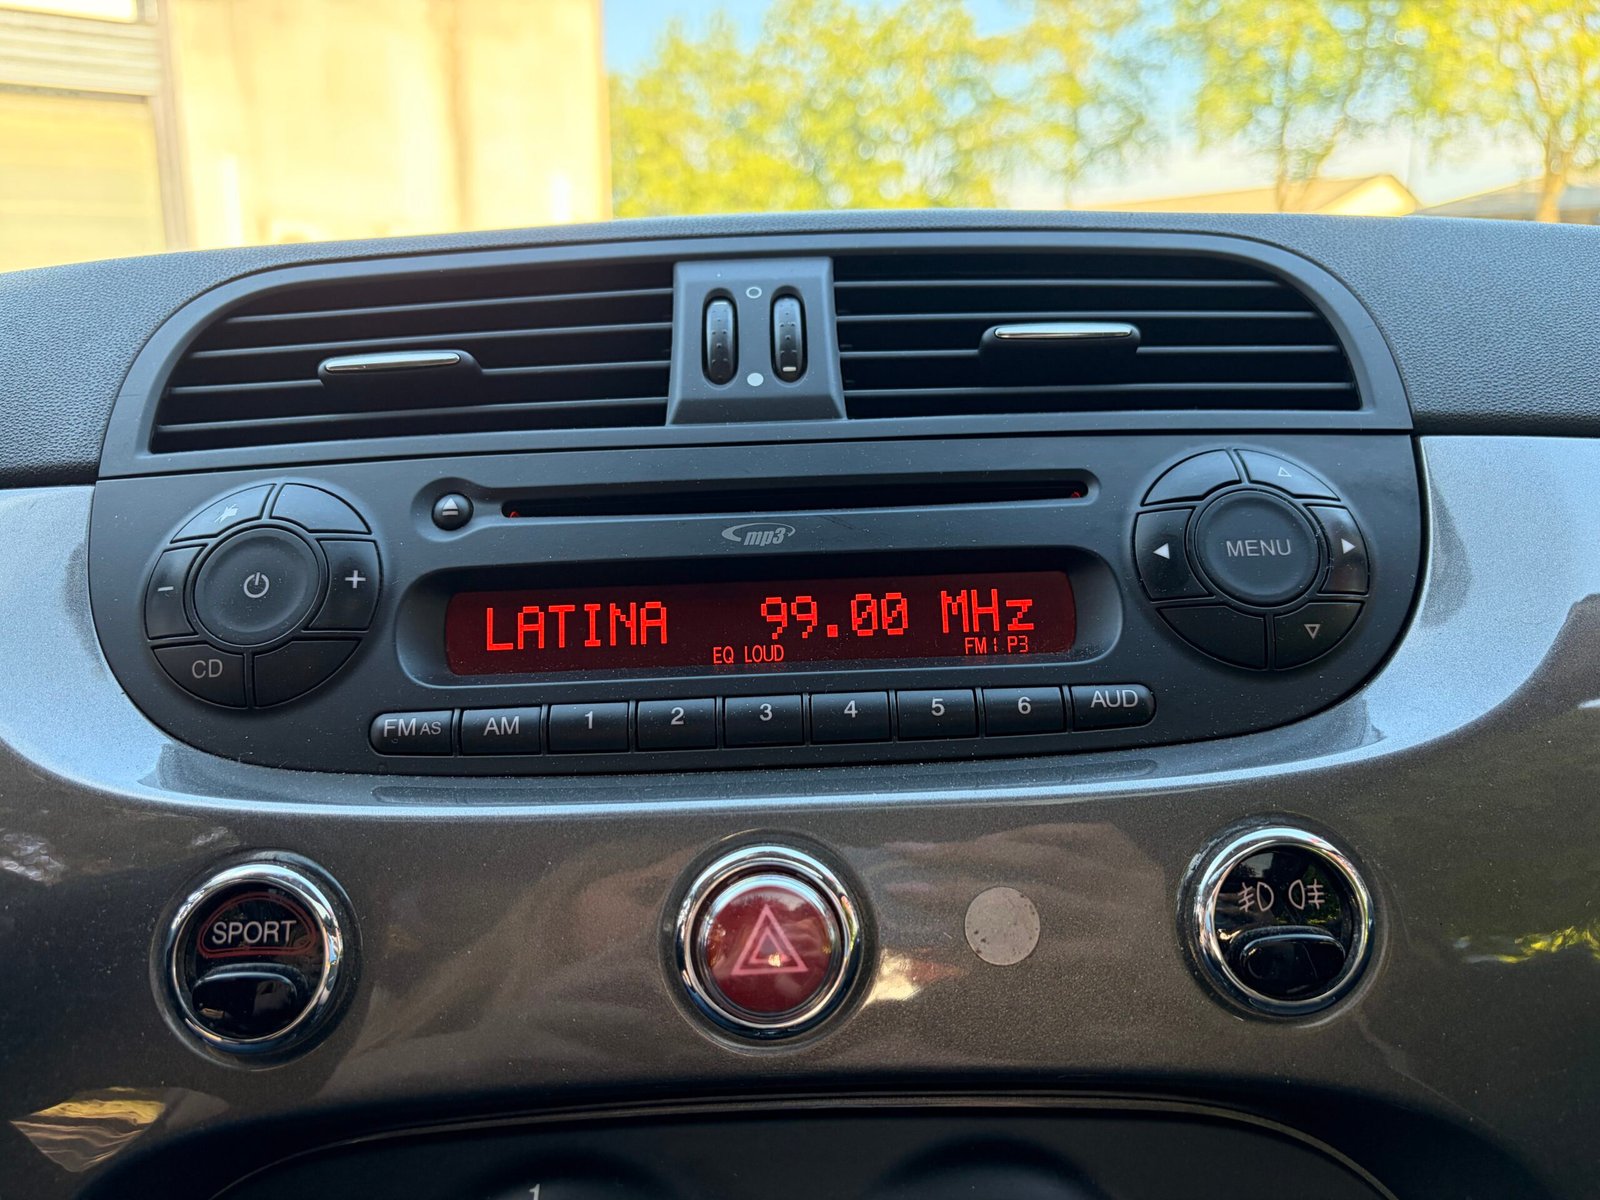 mp3
MENU
LATINA 99.00 MHz
EQ LOUD FM1 P3
CD
FM AS AM 1 2 3 4 5 6 AUD
SPORT
1